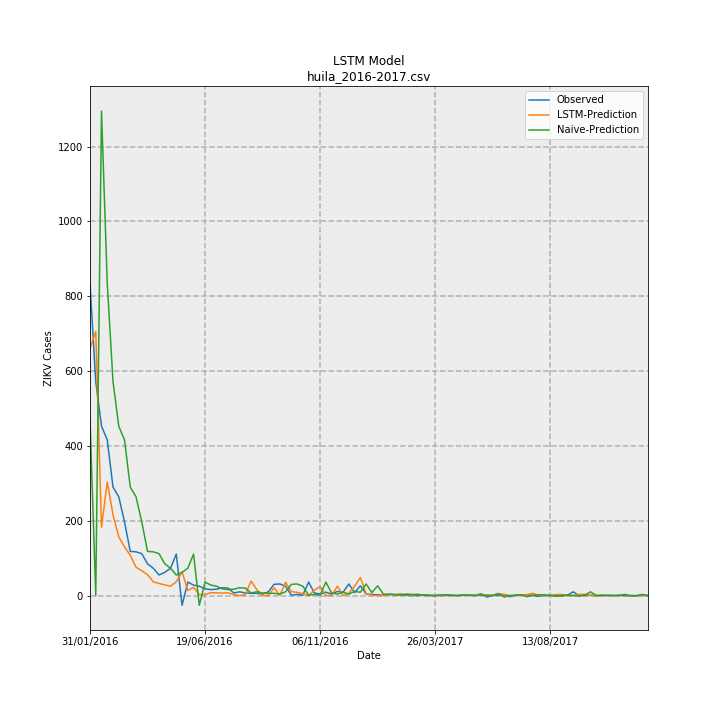 LSTM Model
huila_2016-2017.csv
Observed
LSTM-Prediction
Naive-Prediction
1200
1000
800
600
400
200
0
ZIKV Cases
31/01/2016
19/06/2016
06/11/2016
26/03/2017
13/08/2017
Date